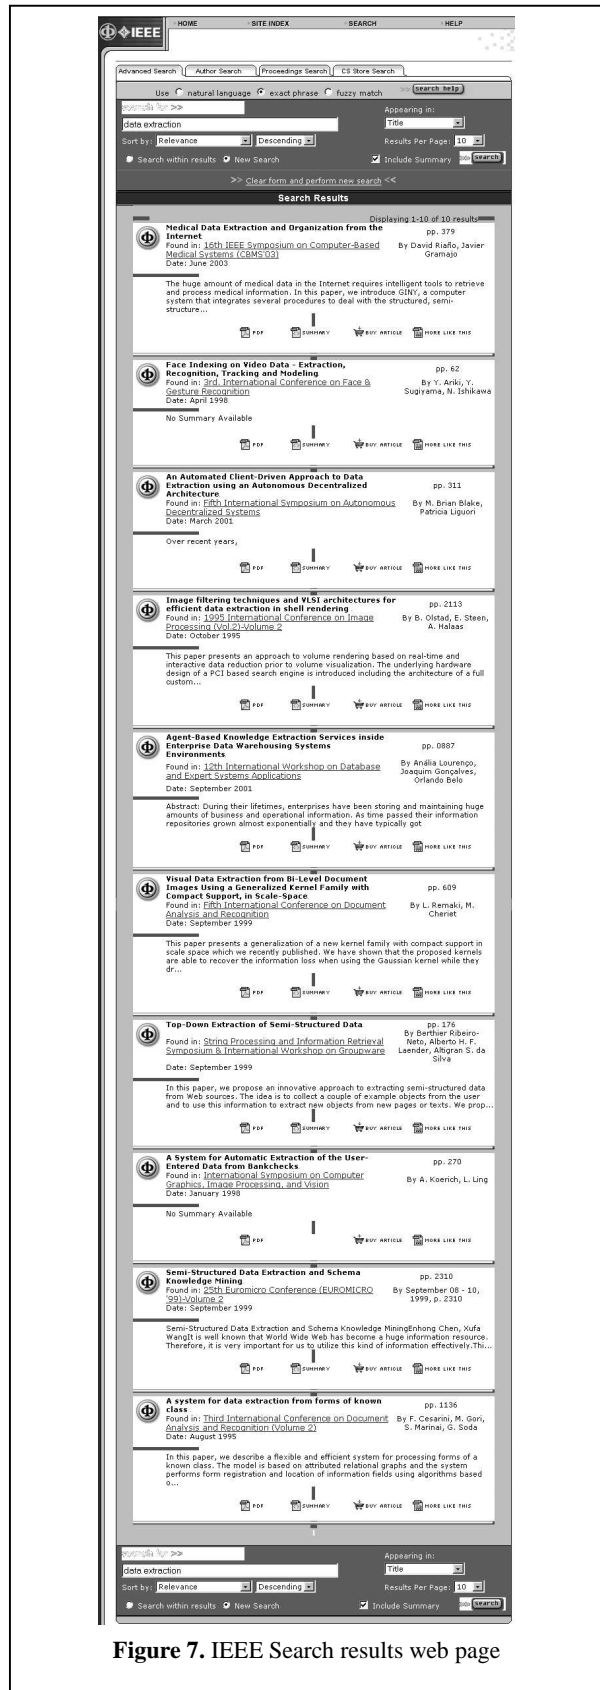 HOME SITE INDEX SEARCH HELP
IEEE
Advanced Search Author Search Proceedings Search CS Store Search
Use natural language exact phrase fuzzy match >> search help
search for >> Appearing in:
data extraction Title
Sort by: Relevance Descending Results Per Page: 10
Search within results New Search Include Summary >> search
>> Clear form and perform new search <<
Search Results
Displaying 1-10 of 10 results
Medical Data Extraction and Organization from the
Internet
pp. 379
Found in: 16th IEEE Symposium on Computer-Based
Medical Systems (CBMS'03)
Date: June 2003
By David Riaño, Javier
Gramajo
The huge amount of medical data in the Internet requires intelligent tools to retrieve
and process medical information. In this paper, we introduce GINY, a computer
system that integrates several procedures to deal with the structured, semi-
structure...
PDF SUMMARY BUY ARTICLE MORE LIKE THIS
Face Indexing on Video Data - Extraction,
Recognition, Tracking and Modeling
pp. 62
Found in: 3rd. International Conference on Face &
Gesture Recognition
Date: April 1998
By Y. Ariki, Y.
Sugiyama, N. Ishikawa
No Summary Available
PDF SUMMARY BUY ARTICLE MORE LIKE THIS
An Automated Client-Driven Approach to Data
Extraction using an Autonomous Decentralized
Architecture
pp. 311
Found in: Fifth International Symposium on Autonomous
Decentralized Systems
Date: March 2001
By M. Brian Blake,
Patricia Liguori
Over recent years,
PDF SUMMARY BUY ARTICLE MORE LIKE THIS
Image filtering techniques and VLSI architectures for
efficient data extraction in shell rendering
pp. 2113
Found in: 1995 International Conference on Image
Processing (Vol.2)-Volume 2
Date: October 1995
By B. Olstad, E. Steen,
A. Halaas
This paper presents an approach to volume rendering based on real-time and
interactive data reduction prior to volume visualization. The underlying hardware
design of a PCI based search engine is introduced including the architecture of a full
custom...
PDF SUMMARY BUY ARTICLE MORE LIKE THIS
Agent-Based Knowledge Extraction Services inside
Enterprise Data Warehousing Systems
Environments
pp. 0887
Found in: 12th International Workshop on Database
and Expert Systems Applications
Date: September 2001
By Anália Lourenço,
Joaquim Gonçalves,
Orlando Belo
Abstract: During their lifetimes, enterprises have been storing and maintaining huge
amounts of business and operational information. As time passed their information
repositories grown almost exponentially and they have typically got
PDF SUMMARY BUY ARTICLE MORE LIKE THIS
Visual Data Extraction from Bi-Level Document
Images Using a Generalized Kernel Family with
Compact Support, in Scale-Space
pp. 609
Found in: Fifth International Conference on Document
Analysis and Recognition
Date: September 1999
By L. Remaki, M.
Cheriet
This paper presents a generalization of a new kernel family with compact support in
scale space which we recently published. We have shown that the proposed kernels
are able to recover the information loss when using the Gaussian kernel while they
dr...
PDF SUMMARY BUY ARTICLE MORE LIKE THIS
Top-Down Extraction of Semi-Structured Data
pp. 176
Found in: String Processing and Information Retrieval
Symposium & International Workshop on Groupware
Date: September 1999
By Berthier Ribeiro-
Neto, Alberto H. F.
Laender, Altigran S. da
Silva
In this paper, we propose an innovative approach to extracting semi-structured data
from Web sources. The idea is to collect a couple of example objects from the user
and to use this information to extract new objects from new pages or texts. We prop...
PDF SUMMARY BUY ARTICLE MORE LIKE THIS
A System for Automatic Extraction of the User-
Entered Data from Bankchecks
pp. 270
Found in: International Symposium on Computer
Graphics, Image Processing, and Vision
Date: January 1998
By A. Koerich, L. Ling
No Summary Available
PDF BUY ARTICLE MORE LIKE THIS
Semi-Structured Data Extraction and Schema
Knowledge Mining
pp. 2310
Found in: 25th Euromicro Conference (EUROMICRO
'99)-Volume 2
Date: September 1999
By September 08 - 10,
1999, p. 2310
Semi-Structured Data Extraction and Schema Knowledge MiningEnhong Chen, Xufa
WangIt is well known that World Wide Web has become a huge information resource.
Therefore, it is very important for us to utilize this kind of information effectively.Thi...
PDF SUMMARY BUY ARTICLE MORE LIKE THIS
A system for data extraction from forms of known
class
pp. 1136
Found in: Third International Conference on Document
Analysis and Recognition (Volume 2)
Date: August 1995
By F. Cesarini, M. Gori,
S. Marinai, G. Soda
In this paper, we describe a flexible and efficient system for processing forms of a
known class. The model is based on attributed relational graphs and the system
performs form registration and location of information fields using algorithms based
o...
PDF SUMMARY BUY ARTICLE MORE LIKE THIS
1
search for >> Appearing in:
data extraction Title
Sort by: Relevance Descending Results Per Page: 10
Search within results New Search Include Summary >> search
Figure 7. IEEE Search results web page